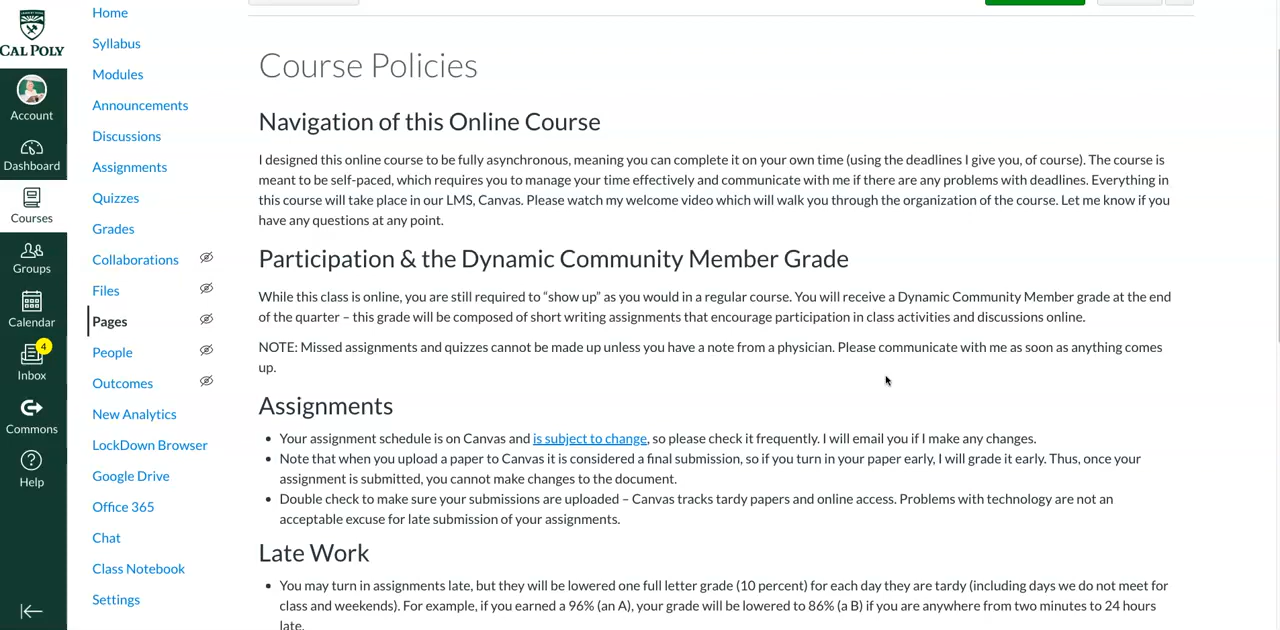 CAL POLY
Account
Dashboard
Courses
Groups
Calendar
4
Inbox
Commons
Help
Home
Syllabus
Modules
Announcements
Discussions
Assignments
Quizzes
Grades
Collaborations
Files
Pages
People
Outcomes
New Analytics
LockDown Browser
Google Drive
Office 365
Chat
Class Notebook
Settings
Course Policies
Navigation of this Online Course
I designed this online course to be fully asynchronous, meaning you can complete it on your own time (using the deadlines I give you, of course). The course is
meant to be self-paced, which requires you to manage your time effectively and communicate with me if there are any problems with deadlines. Everything in
this course will take place in our LMS, Canvas. Please watch my welcome video which will walk you through the organization of the course. Let me know if you
have any questions at any point.
Participation & the Dynamic Community Member Grade
While this class is online, you are still required to “show up” as you would in a regular course. You will receive a Dynamic Community Member grade at the end
of the quarter – this grade will be composed of short writing assignments that encourage participation in class activities and discussions online.
NOTE: Missed assignments and quizzes cannot be made up unless you have a note from a physician. Please communicate with me as soon as anything comes
up.
Assignments
• Your assignment schedule is on Canvas and is subject to change, so please check it frequently. I will email you if I make any changes.
• Note that when you upload a paper to Canvas it is considered a final submission, so if you turn in your paper early, I will grade it early. Thus, once your
assignment is submitted, you cannot make changes to the document.
• Double check to make sure your submissions are uploaded – Canvas tracks tardy papers and online access. Problems with technology are not an
acceptable excuse for late submission of your assignments.
Late Work
• You may turn in assignments late, but they will be lowered one full letter grade (10 percent) for each day they are tardy (including days we do not meet for
class and weekends). For example, if you earned a 96% (an A), your grade will be lowered to 86% (a B) if you are anywhere from two minutes to 24 hours
late.